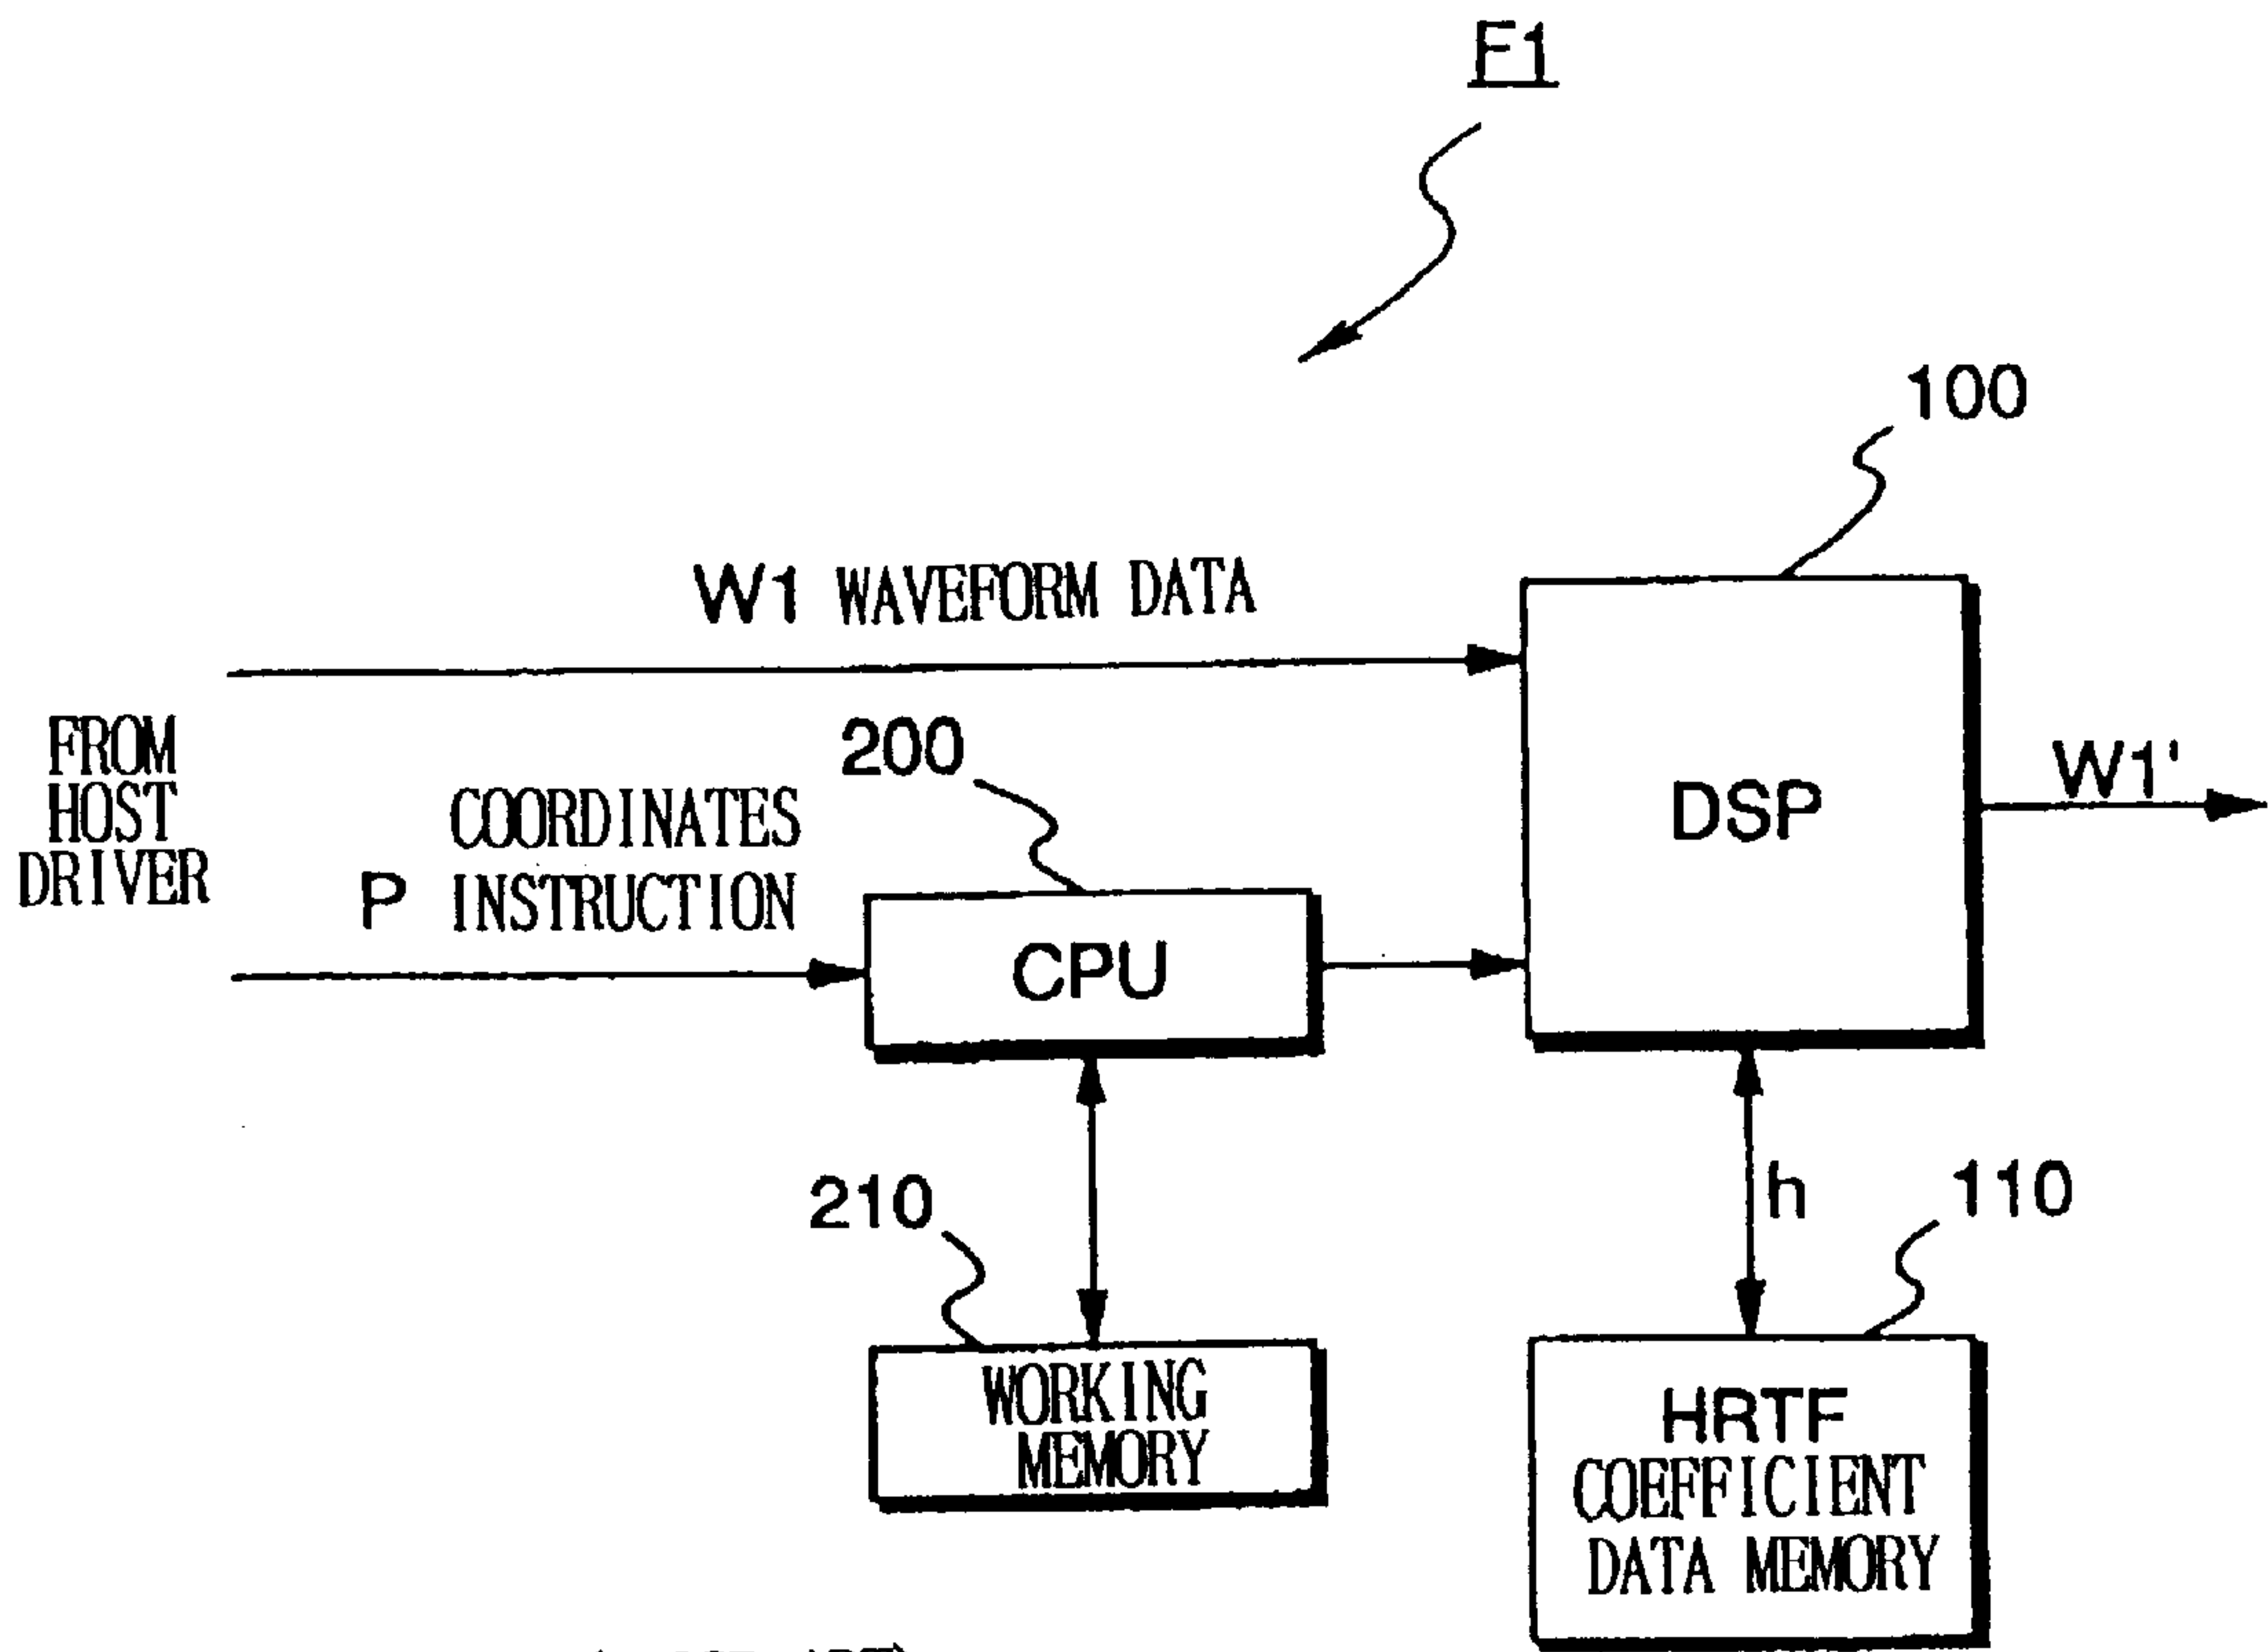 F1
100
W1 WAVEFORM DATA
200
FROM
HOST
DRIVER
COORDINATES
P INSTRUCTION
CPU
DSP
W1'
210
h
110
WORKING
MEMORY
HRTF
COEFFICIENT
DATA MEMORY